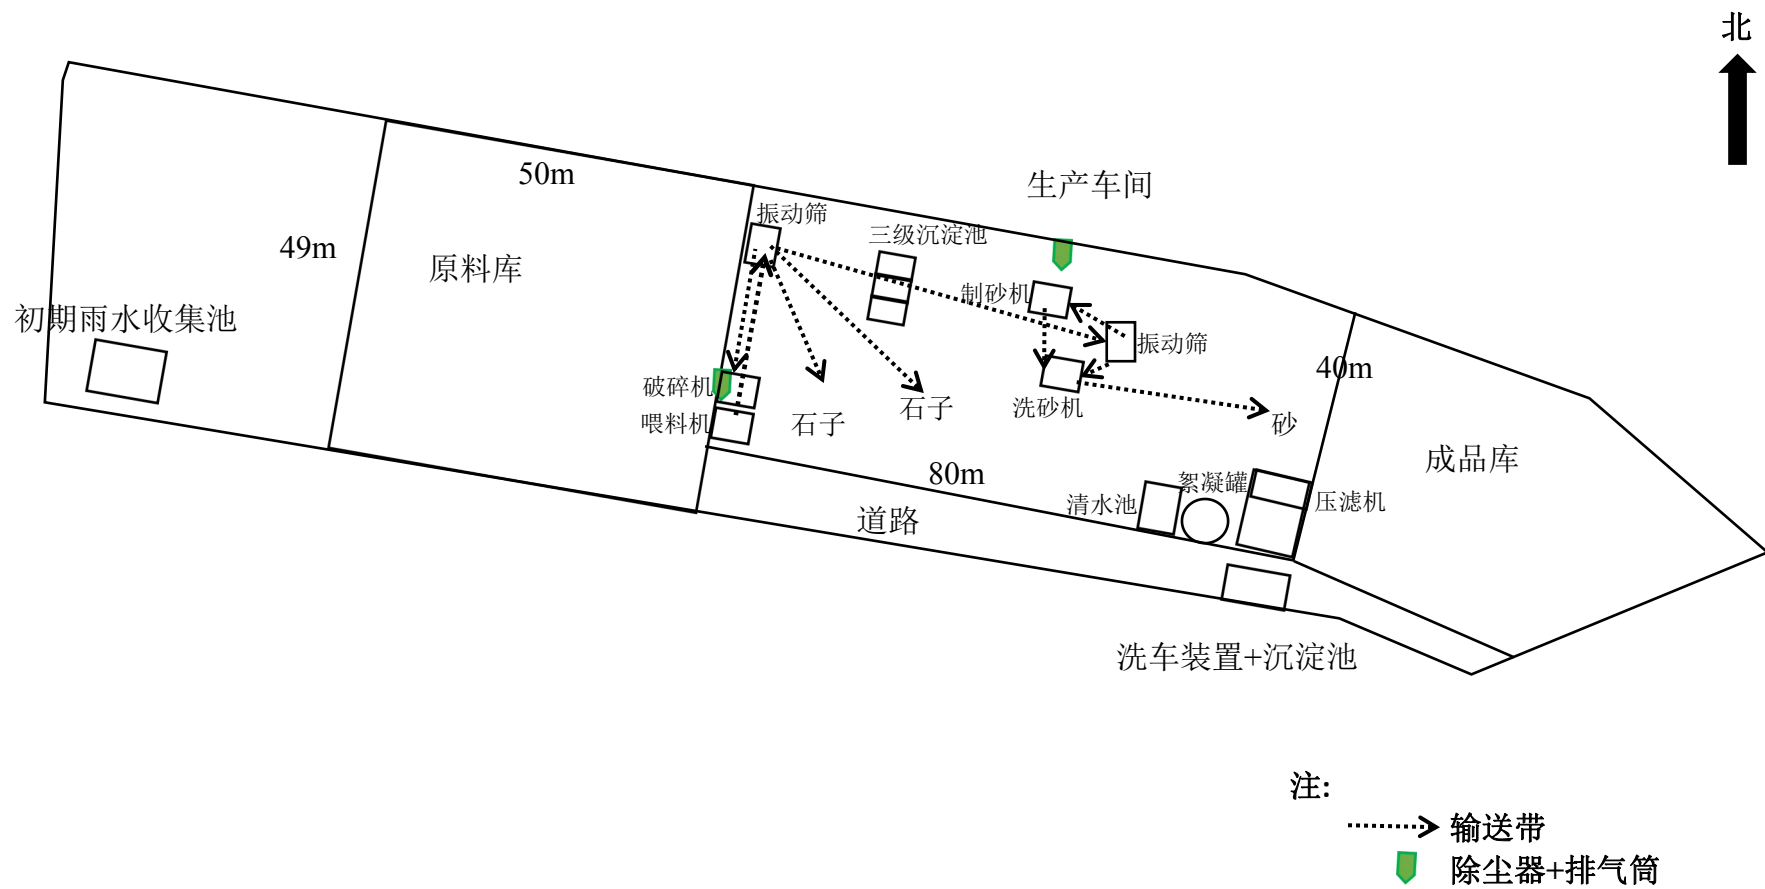 北
50m
生产车间
振动筛
三级沉淀池
49m
原料库
制砂机
初期雨水收集池
振动筛
40m
破碎机
石子
石子
洗砂机
喂料机
砂
成品库
80m
絮凝罐
清水池
压滤机
道路
洗车装置+沉淀池
注:
输送带
除尘器+排气筒